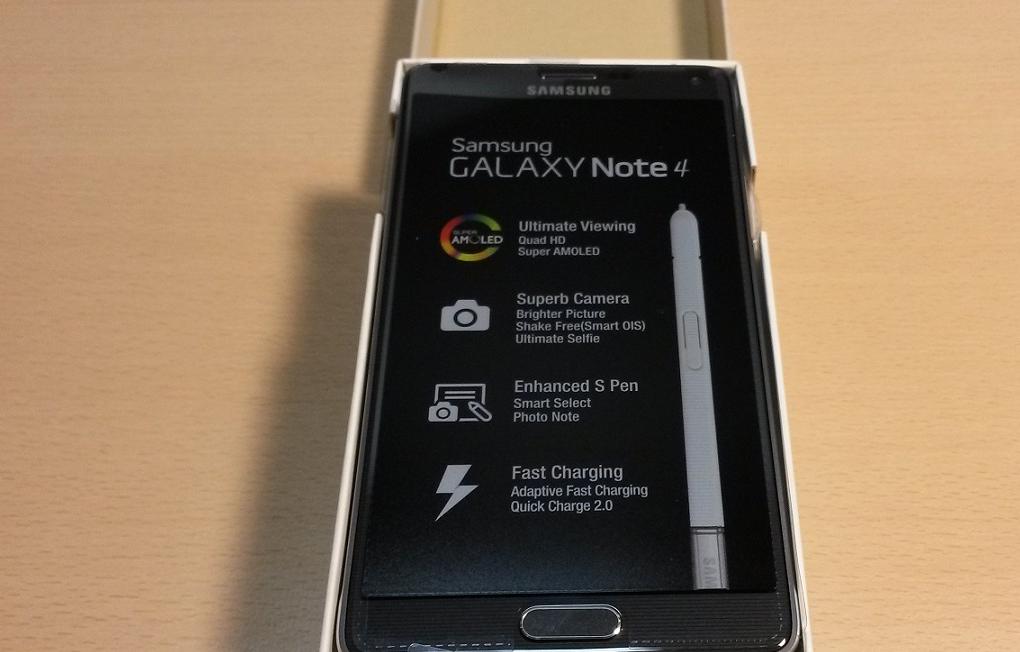 SAMSUNG
Samsung
GALAXY Note 4
SUPER
AMOLED
Ultimate Viewing
Quad HD
Super AMOLED
Superb Camera
Brighter Picture
Shake Free(Smart OIS)
Ultimate Selfie
Enhanced S Pen
Smart Select
Photo Note
Fast Charging
Adaptive Fast Charging
Quick Charge 2.0
SAM